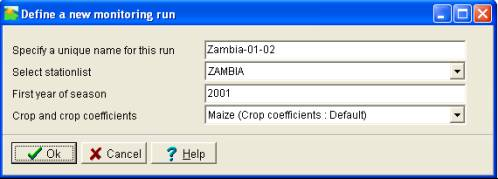 Define a new monitoring run
Specify a unique name for this run Zambia-01-02
Select stationlist ZAMBIA
First year of season 2001
Crop and crop coefficients Maize (Crop coefficients : Default)
Ok Cancel ? Help